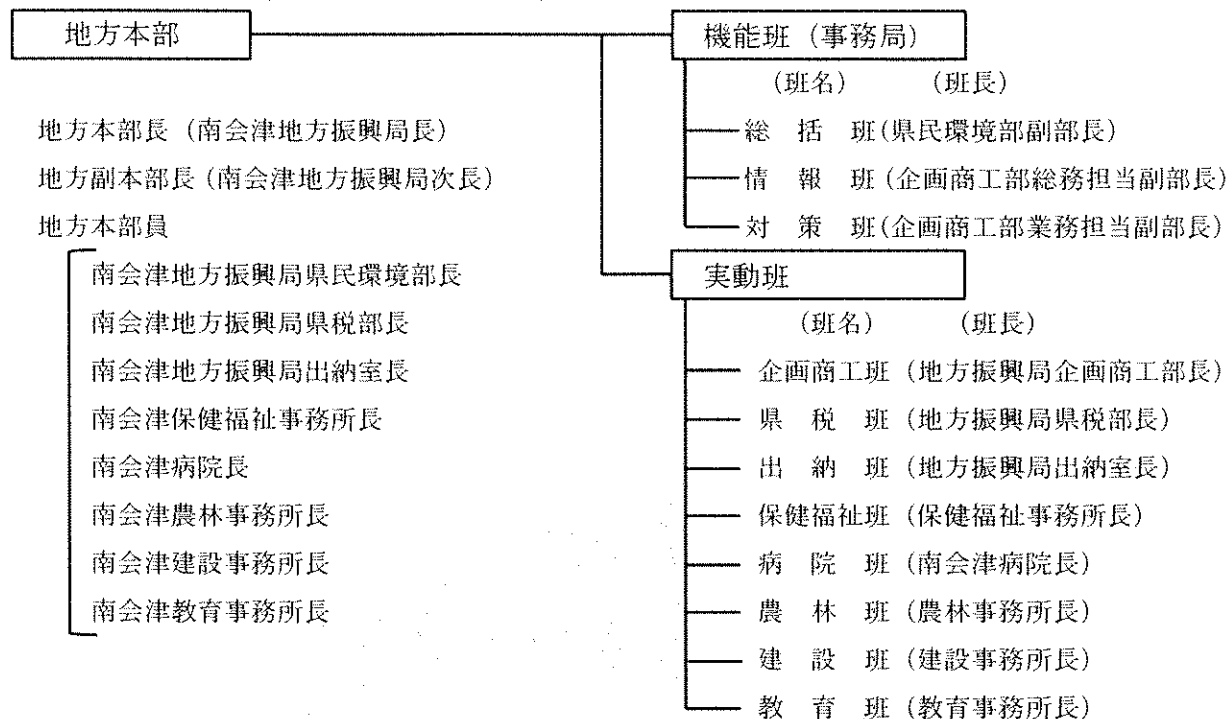 地方本部
地方本部長（南会津地方振興局長）
地方副本部長（南会津地方振興局次長）
地方本部員
南会津地方振興局県民環境部長
南会津地方振興局県税部長
南会津地方振興局出納室長
南会津保健福祉事務所長
南会津病院長
南会津農林事務所長
南会津建設事務所長
南会津教育事務所長
機能班（事務局）
（班名）　（班長）
総　括　班（県民環境部副部長）
情　報　班（企画商工部総務担当副部長）
対　策　班（企画商工部業務担当副部長）
実動班
（班名）　（班長）
企画商工班（地方振興局企画商工部長）
県　税　班（地方振興局県税部長）
出　納　班（地方振興局出納室長）
保健福祉班（保健福祉事務所長）
病　院　班（南会津病院長）
農　林　班（農林事務所長）
建　設　班（建設事務所長）
教　育　班（教育事務所長）